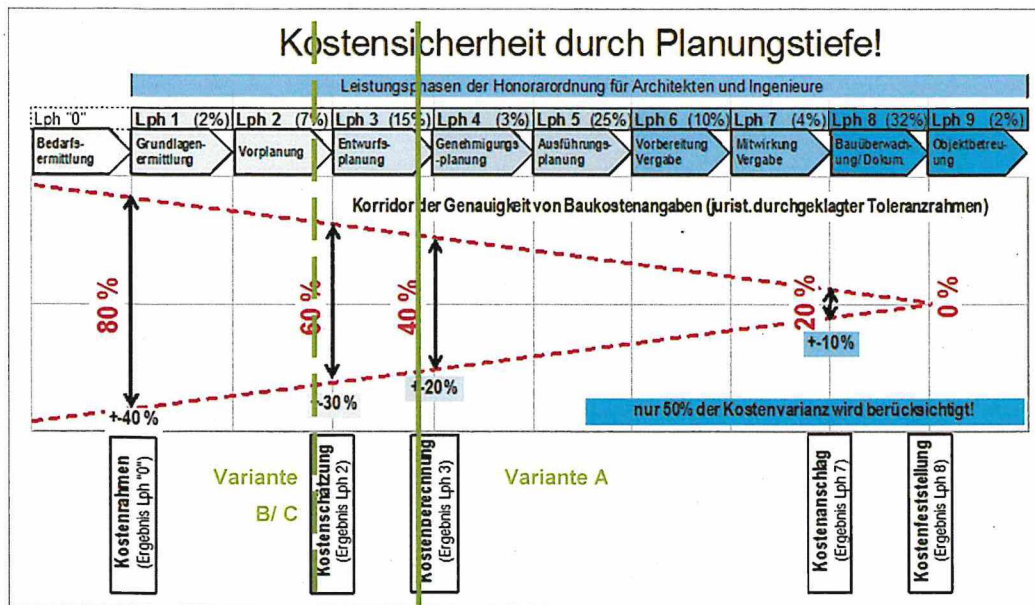 Kostensicherheit durch Planungstiefe!
Leistungsphasen der Honorarordnung für Architekten und Ingenieure
Lph "0"
Lph 1 (2%)
Lph 2 (7%)
Lph 3 (15%)
Lph 4 (3%)
Lph 5 (25%)
Lph 6 (10%)
Lph 7 (4%)
Lph 8 (32%)
Lph 9 (2%)
Bedarfs-
ermittlung
Grundlagen-
ermittlung
Vorplanung
Entwurfs-
planung
Genehmigungs
-planung
Ausführungs-
planung
Vorbereitung
Vergabe
Mitwirkung
Vergabe
Bauüberwach
ung/Dokum.
Objektbetreu-
ung
Korridor der Genauigkeit von Baukostenangaben (jurist.durchgeklagter Toleranzrahmen)
80 %
60 %
40 %
20 %
0 %
+-40%
+-30%
+-20%
+-10%
nur 50% der Kostenvarianz wird berücksichtigt!
Kostenrahmen
(Ergebnis Lph "0")
Variante
B/ C
Kostenschätzung
(Ergebnis Lph 2)
Kostenberechnung
(Ergebnis Lph 3)
Variante A
Kostenanschlag
(Ergebnis Lph 7)
Kostenfeststellung
(Ergebnis Lph 8)